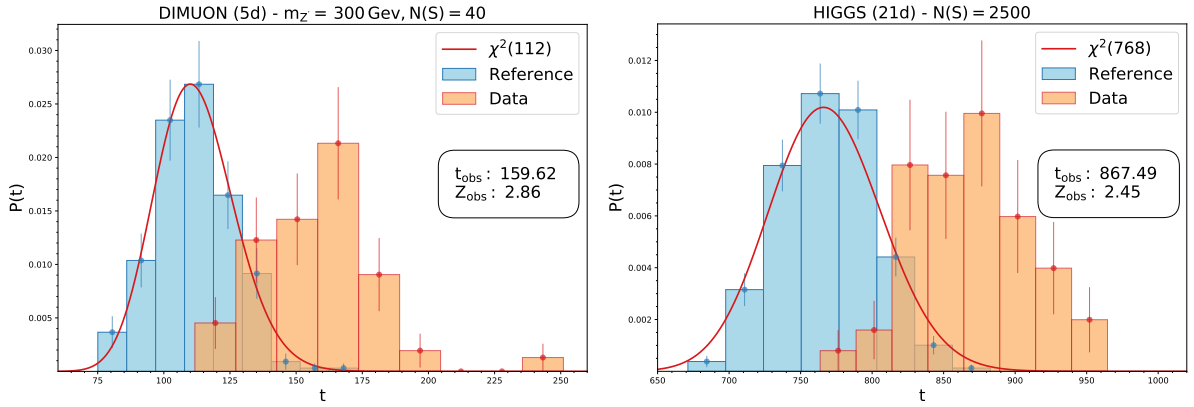 DIMUON (5d) - m_Z' = 300 Gev, N(S) = 40
P(t)
0.030
0.025
0.020
0.015
0.010
0.005
χ²(112)
Reference
Data
t_obs : 159.62
Z_obs : 2.86
75 100 125 150 175 200 225 250
t
HIGGS (21d) - N(S) = 2500
P(t)
0.012
0.010
0.008
0.006
0.004
0.002
χ²(768)
Reference
Data
t_obs : 867.49
Z_obs : 2.45
650 700 750 800 850 900 950 1000
t